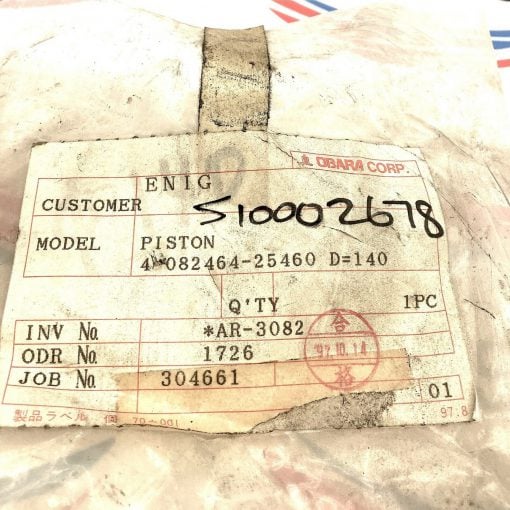 OBARA CORP.
ENIG
CUSTOMER
S10002678
MODEL PISTON
4-082464-25460 D=140
Q'TY 1PC
INV No. *AR-3082
ODR No. 1726
JOB No. 304661
合
'97.10.14
格
01
製品ラベル 97.8